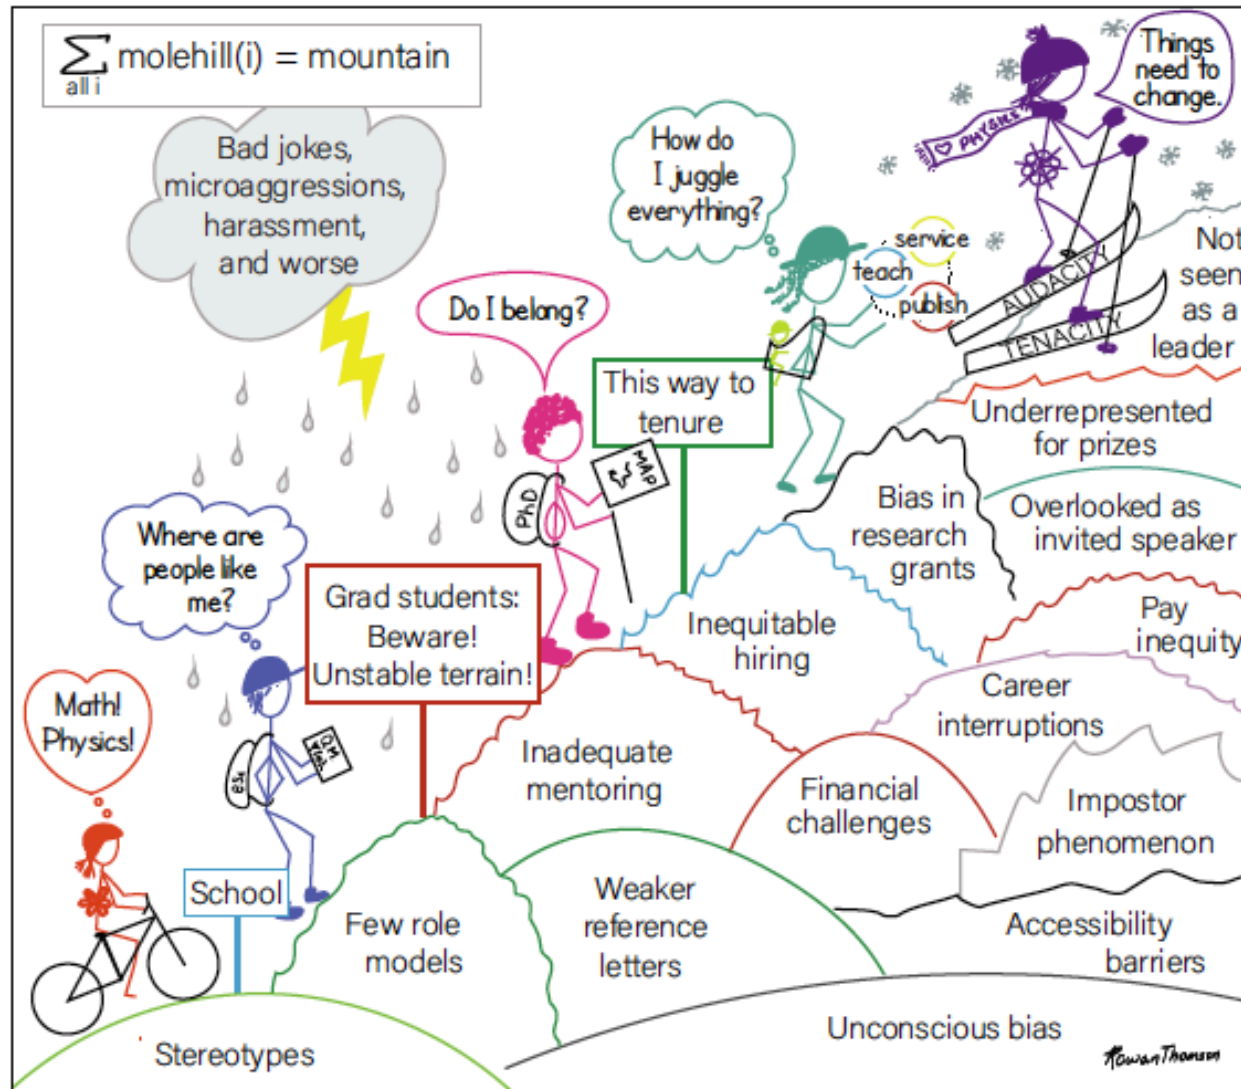 ∑ molehill(i) = mountain
all i
Bad jokes,
microaggressions,
harassment,
and worse
Things
need to
change.
♡ PHYSICS
How do
I juggle
everything?
service
teach
publish
AUDACITY
TENACITY
Not
seen
as a
leader
Do I belong?
This way to
tenure
MAP
PhD
Underrepresented
for prizes
Bias in
research
grants
Overlooked as
invited speaker
Where are
people like
me?
Grad students:
Beware!
Unstable terrain!
Inequitable
hiring
Pay
inequity
Career
interruptions
Math!
Physics!
QM
Inadequate
mentoring
Financial
challenges
Impostor
phenomenon
School
Few role
models
Weaker
reference
letters
Accessibility
barriers
Stereotypes
Unconscious bias
Rowan Thomson